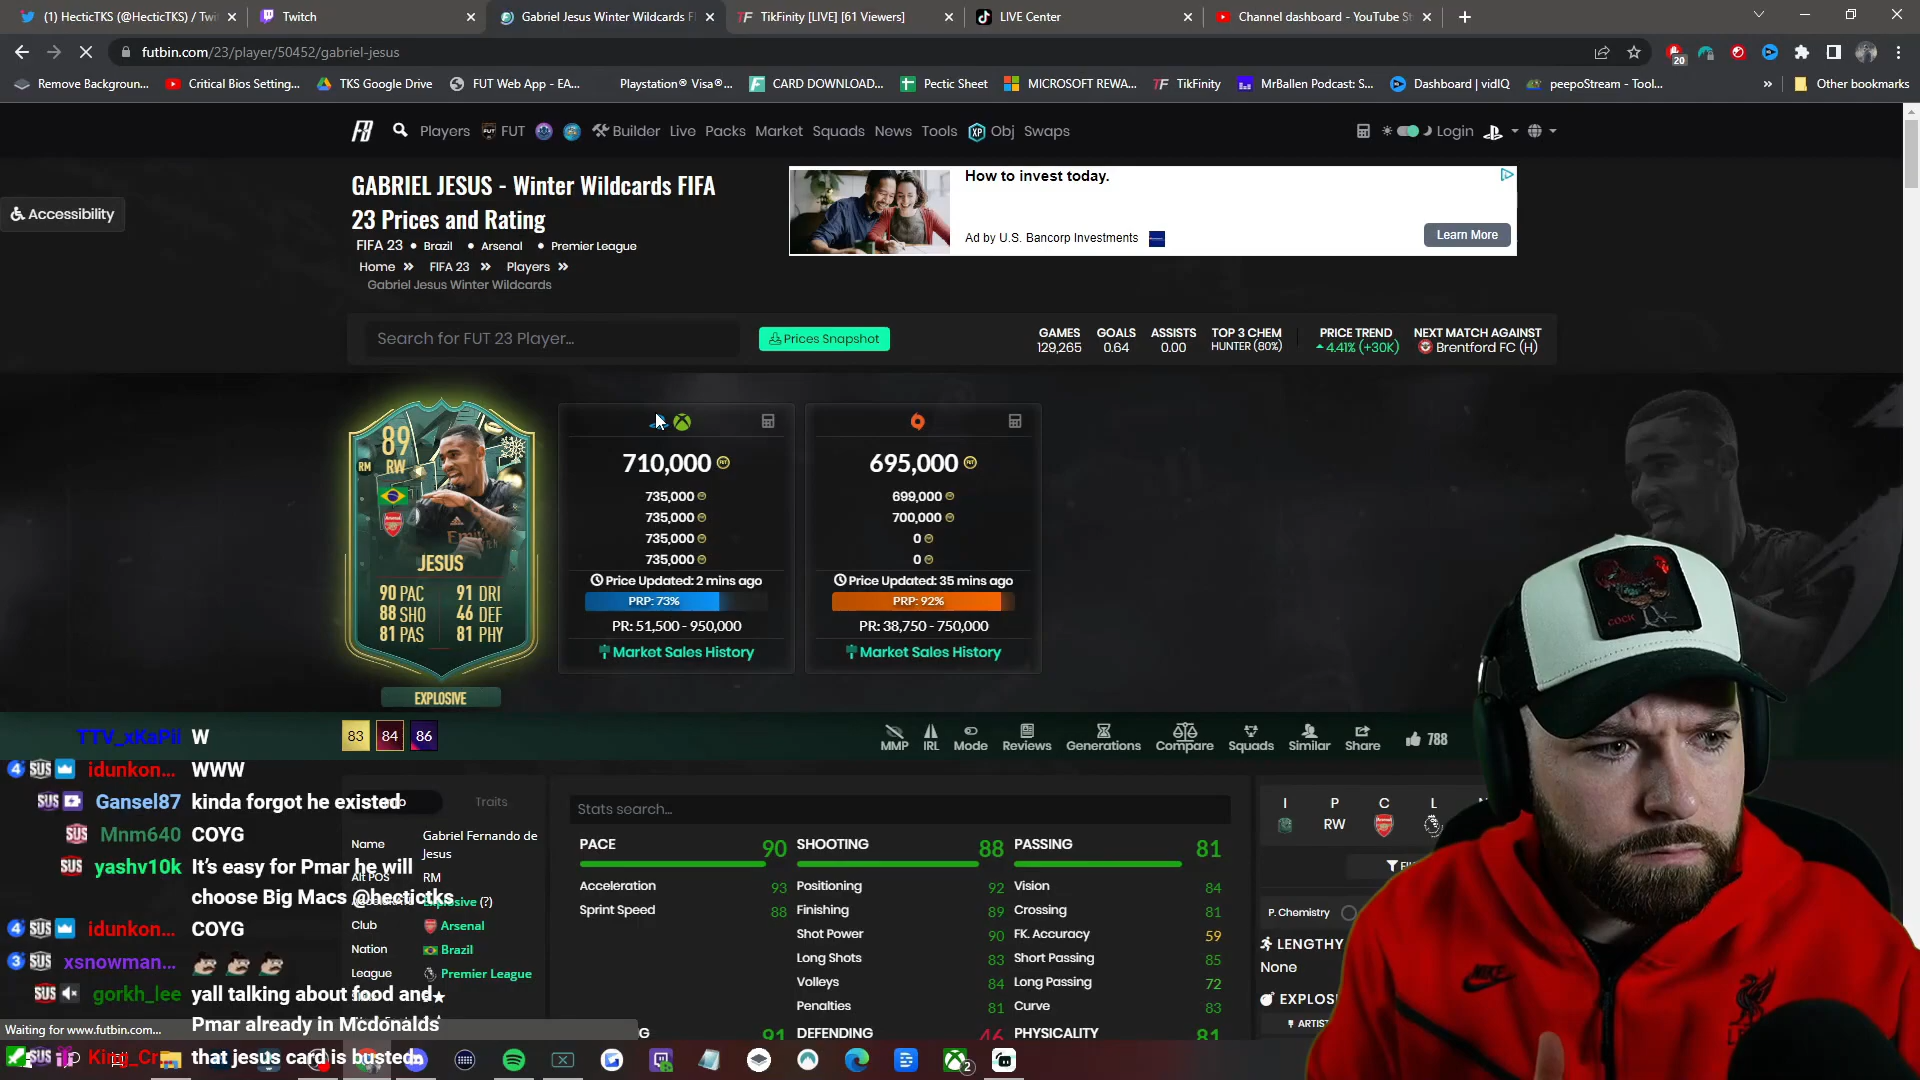 (1) HecticTKS (@HecticTKS) / Twi
Twitch
Gabriel Jesus Winter Wildcards F
TikFinity [LIVE] [61 Viewers]
LIVE Center
Channel dashboard - YouTube St
futbin.com/23/player/50452/gabriel-jesus
20
Remove Backgroun...
Critical Bios Setting...
TKS Google Drive
FUT Web App - EA...
Playstation® Visa®...
CARD DOWNLOAD...
Pectic Sheet
MICROSOFT REWA...
TikFinity
MrBallen Podcast: S...
Dashboard | vidIQ
peepoStream - Tool...
Other bookmarks
Players FUT Builder Live Packs Market Squads News Tools Obj Swaps
Login
Accessibility
GABRIEL JESUS - Winter Wildcards FIFA
23 Prices and Rating
FIFA 23 • Brazil • Arsenal • Premier League
Home » FIFA 23 » Players »
Gabriel Jesus Winter Wildcards
How to invest today.
Ad by U.S. Bancorp Investments
Learn More
Search for FUT 23 Player...
Prices Snapshot
GAMES GOALS ASSISTS TOP 3 CHEM PRICE TREND NEXT MATCH AGAINST
129,265 0.64 0.00 HUNTER (80%) 4.41% (+30K) Brentford FC (H)
89
RW
RM
JESUS
90 PAC 91 DRI
88 SHO 46 DEF
81 PAS 81 PHY
EXPLOSIVE
710,000
735,000
735,000
735,000
735,000
Price Updated: 2 mins ago
PRP: 73%
PR: 51,500 - 950,000
Market Sales History
695,000
699,000
700,000
0
0
Price Updated: 35 mins ago
PRP: 92%
PR: 38,750 - 750,000
Market Sales History
83 84 86
MMP IRL Mode Reviews Generations Compare Squads Similar Share 788
TTV_xKaPii W
idunkon... WWW
Gansel87 kinda forgot he existed
Mnm640 COYG
yashv10k It's easy for Pmar he will
choose Big Macs @hectictks
idunkon... COYG
xsnowman...
gorkh_lee yall talking about food and
Pmar already in Mcdonalds
King_Cr that jesus card is busted
Traits
Name Gabriel Fernando de
Jesus
RM
Explosive (?)
Club Arsenal
Nation Brazil
League Premier League
Stats search...
PACE 90
Acceleration 93
Sprint Speed 88
SHOOTING 88
Positioning 92
Finishing 89
Shot Power 90
Long Shots 83
Volleys 84
Penalties 81
PASSING 81
Vision 84
Crossing 81
FK. Accuracy 59
Short Passing 85
Long Passing 72
Curve 83
91
DEFENDING 46
PHYSICALITY 81
I P C L
RW
P. Chemistry
LENGTHY
None
EXPLOS
ARTIST
Waiting for www.futbin.com...
COCK
2